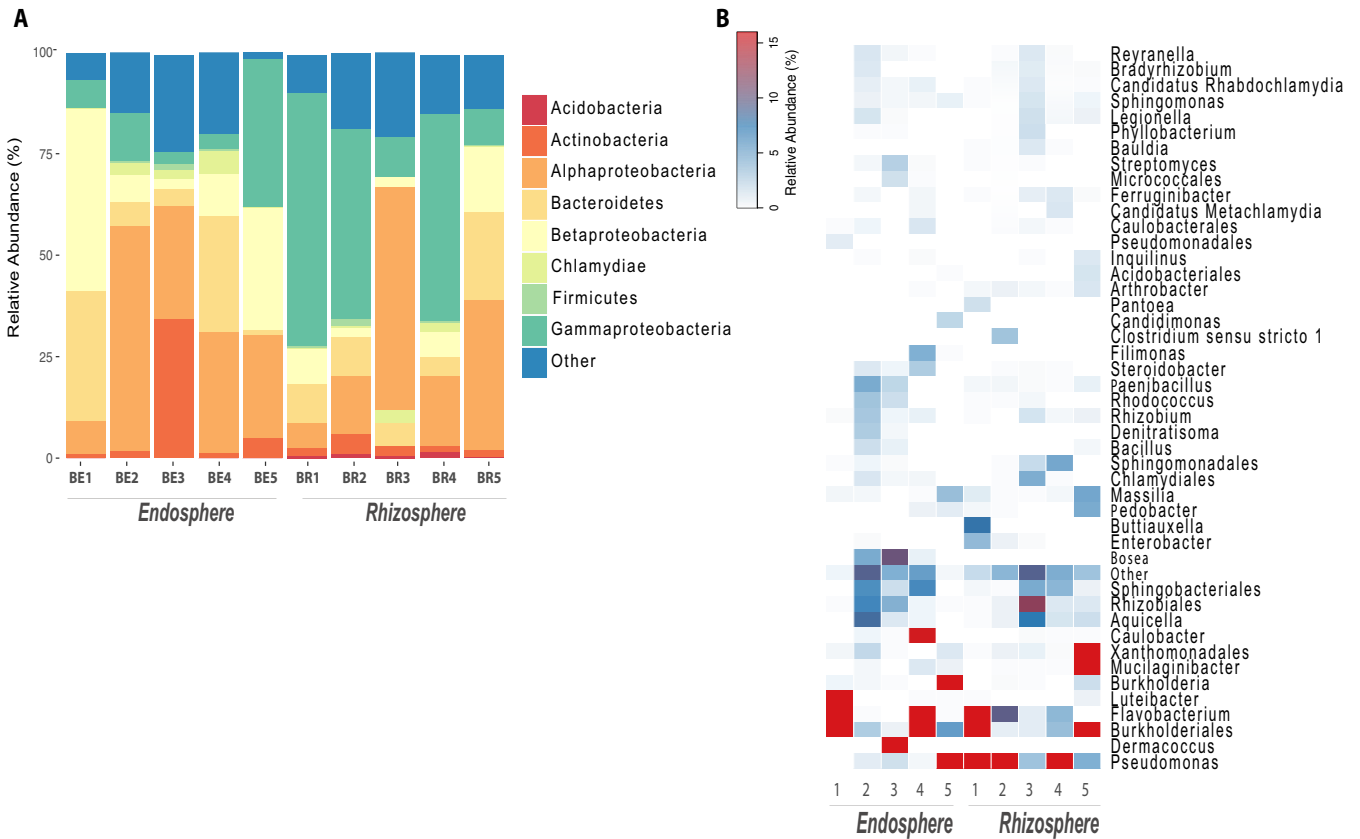 A
Relative Abundance (%)
100
75
50
25
0
BE1 BE2 BE3 BE4 BE5 BR1 BR2 BR3 BR4 BR5
Endosphere Rhizosphere
Acidobacteria
Actinobacteria
Alphaproteobacteria
Bacteroidetes
Betaproteobacteria
Chlamydiae
Firmicutes
Gammaproteobacteria
Other
B
15
10
5
0
Relative Abundance (%)
Reyranella
Bradyrhizobium
Candidatus Rhabdochlamydia
Sphingomonas
Legionella
Phyllobacterium
Bauldia
Streptomyces
Micrococcales
Ferruginibacter
Candidatus Metachlamydia
Caulobacterales
Pseudomonadales
Inquilinus
Acidobacteriales
Arthrobacter
Pantoea
Candidimonas
Clostridium sensu stricto 1
Filimonas
Steroidobacter
Paenibacillus
Rhodococcus
Rhizobium
Denitratisoma
Bacillus
Sphingomonadales
Chlamydiales
Massilia
Pedobacter
Buttiauxella
Enterobacter
Bosea
Other
Sphingobacteriales
Rhizobiales
Aquicella
Caulobacter
Xanthomonadales
Mucilaginibacter
Burkholderia
Luteibacter
Flavobacterium
Burkholderiales
Dermacoccus
Pseudomonas
1 2 3 4 5 1 2 3 4 5
Endosphere Rhizosphere